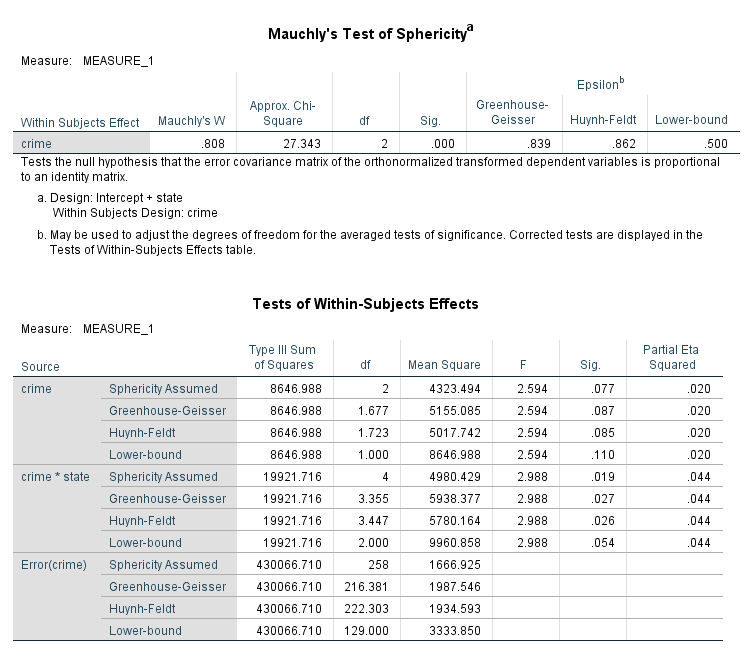 Mauchly's Test of Sphericitya
Measure: MEASURE_1
Epsilonb
Within Subjects Effect Mauchly's W Approx. Chi-Square df Sig. Greenhouse-Geisser Huynh-Feldt Lower-bound
crime .808 27.343 2 .000 .839 .862 .500
Tests the null hypothesis that the error covariance matrix of the orthonormalized transformed dependent variables is proportional
to an identity matrix.
a. Design: Intercept + state
Within Subjects Design: crime
b. May be used to adjust the degrees of freedom for the averaged tests of significance. Corrected tests are displayed in the
Tests of Within-Subjects Effects table.
Tests of Within-Subjects Effects
Measure: MEASURE_1
Source Type III Sum of Squares df Mean Square F Sig. Partial Eta Squared
crime Sphericity Assumed 8646.988 2 4323.494 2.594 .077 .020
Greenhouse-Geisser 8646.988 1.677 5155.085 2.594 .087 .020
Huynh-Feldt 8646.988 1.723 5017.742 2.594 .085 .020
Lower-bound 8646.988 1.000 8646.988 2.594 .110 .020
crime * state Sphericity Assumed 19921.716 4 4980.429 2.988 .019 .044
Greenhouse-Geisser 19921.716 3.355 5938.377 2.988 .027 .044
Huynh-Feldt 19921.716 3.447 5780.164 2.988 .026 .044
Lower-bound 19921.716 2.000 9960.858 2.988 .054 .044
Error(crime) Sphericity Assumed 430066.710 258 1666.925
Greenhouse-Geisser 430066.710 216.381 1987.546
Huynh-Feldt 430066.710 222.303 1934.593
Lower-bound 430066.710 129.000 3333.850